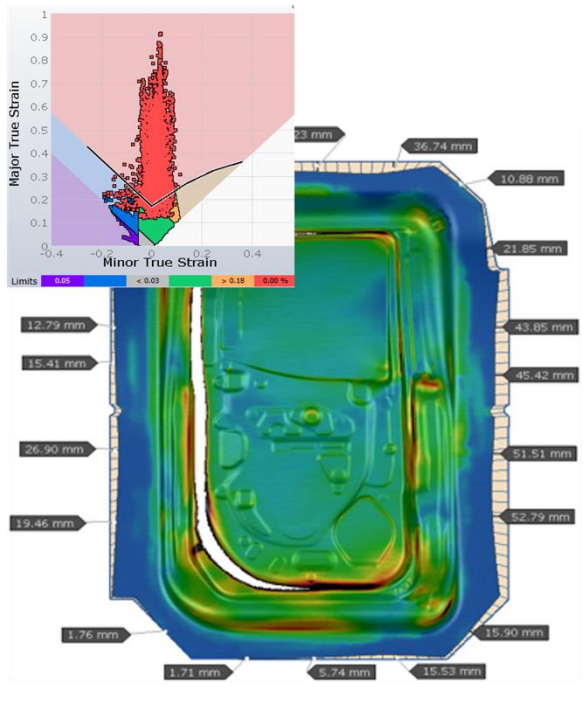 1
0.9
0.8
0.7
0.6
0.5
0.4
0.3
0.2
0.1
0
Major True Strain
-0.4
-0.2
0
0.2
0.4
Minor True Strain
Limits 0.05 < 0.03 > 0.18 0.00 %
23 mm
36.74 mm
10.88 mm
21.85 mm
12.79 mm
43.85 mm
15.41 mm
45.42 mm
26.90 mm
51.51 mm
19.46 mm
52.79 mm
1.76 mm
15.90 mm
1.71 mm
5.74 mm
15.53 mm